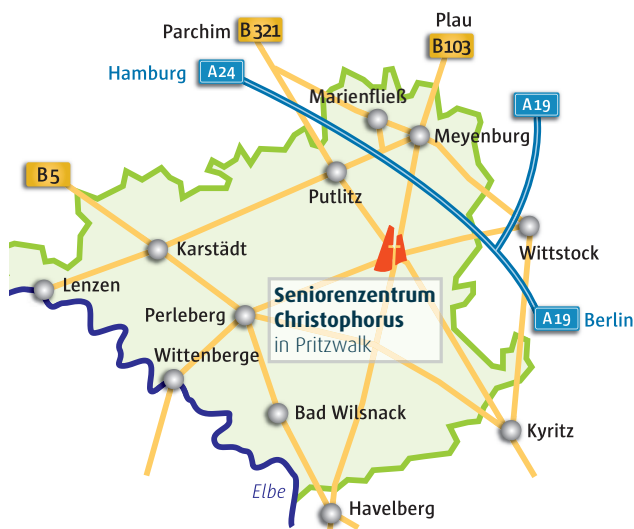 Plau
Parchim
B321
B103
Hamburg
A24
Marienfließ
A19
Meyenburg
B5
Putlitz
Karstädt
Wittstock
Lenzen
Seniorenzentrum
Christophorus
in Pritzwalk
Perleberg
A19
Berlin
Wittenberge
Bad Wilsnack
Kyritz
Elbe
Havelberg